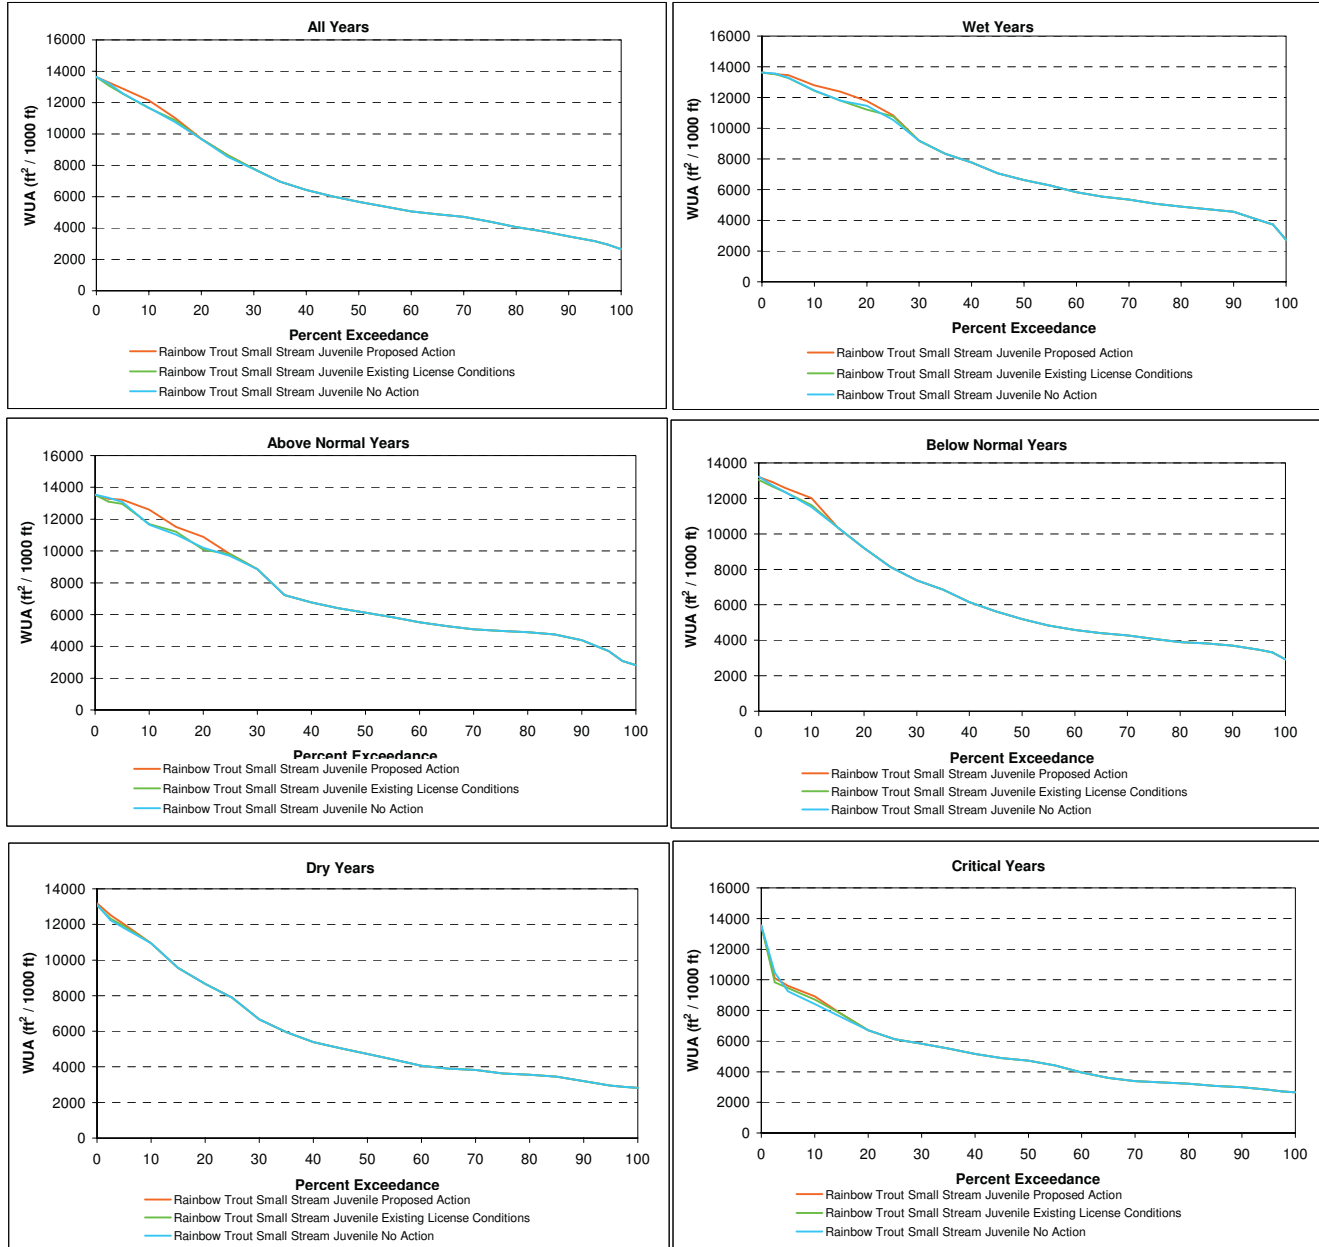 All Years
16000
14000
12000
10000
8000
6000
4000
2000
0
WUA (ft² / 1000 ft)
0 10 20 30 40 50 60 70 80 90 100
Percent Exceedance
Rainbow Trout Small Stream Juvenile Proposed Action
Rainbow Trout Small Stream Juvenile Existing License Conditions
Rainbow Trout Small Stream Juvenile No Action
Wet Years
16000
14000
12000
10000
8000
6000
4000
2000
0
WUA (ft² / 1000 ft)
0 10 20 30 40 50 60 70 80 90 100
Percent Exceedance
Rainbow Trout Small Stream Juvenile Proposed Action
Rainbow Trout Small Stream Juvenile Existing License Conditions
Rainbow Trout Small Stream Juvenile No Action
Above Normal Years
16000
14000
12000
10000
8000
6000
4000
2000
0
WUA (ft² / 1000 ft)
0 10 20 30 40 50 60 70 80 90 100
Percent Exceedance
Rainbow Trout Small Stream Juvenile Proposed Action
Rainbow Trout Small Stream Juvenile Existing License Conditions
Rainbow Trout Small Stream Juvenile No Action
Below Normal Years
14000
12000
10000
8000
6000
4000
2000
0
WUA (ft² / 1000 ft)
0 10 20 30 40 50 60 70 80 90 100
Percent Exceedance
Rainbow Trout Small Stream Juvenile Proposed Action
Rainbow Trout Small Stream Juvenile Existing License Conditions
Rainbow Trout Small Stream Juvenile No Action
Dry Years
14000
12000
10000
8000
6000
4000
2000
0
WUA (ft² / 1000 ft)
0 10 20 30 40 50 60 70 80 90 100
Percent Exceedance
Rainbow Trout Small Stream Juvenile Proposed Action
Rainbow Trout Small Stream Juvenile Existing License Conditions
Rainbow Trout Small Stream Juvenile No Action
Critical Years
16000
14000
12000
10000
8000
6000
4000
2000
0
WUA (ft² / 1000 ft)
0 10 20 30 40 50 60 70 80 90 100
Percent Exceedance
Rainbow Trout Small Stream Juvenile Proposed Action
Rainbow Trout Small Stream Juvenile Existing License Conditions
Rainbow Trout Small Stream Juvenile No Action